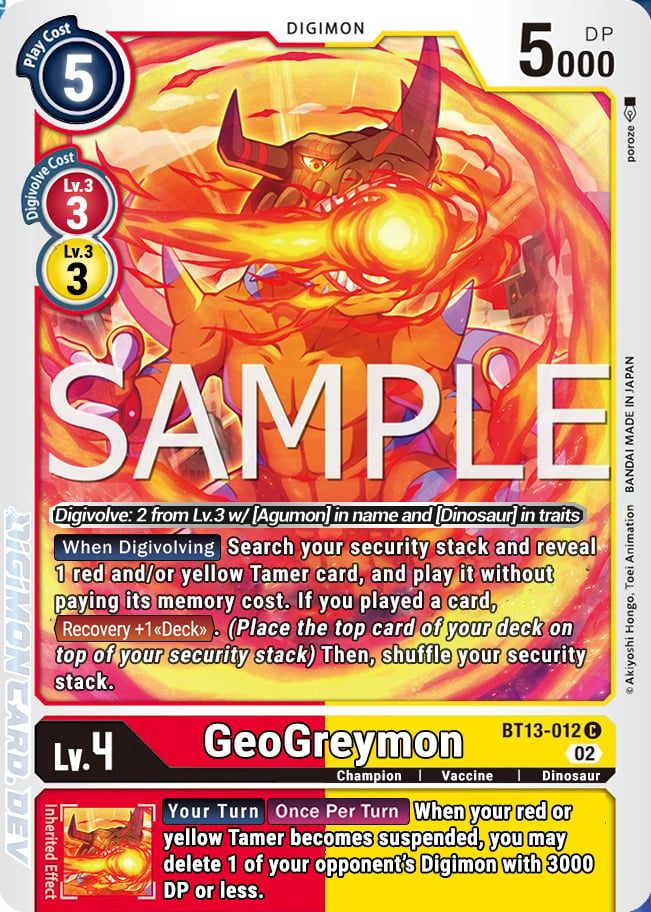 DIGIMON
Play Cost
5
DP
5000
poroze
Digivolve Cost
Lv.3
3
Lv.3
3
SAMPLE
Digivolve: 2 from Lv.3 w/ [Agumon] in name and [Dinosaur] in traits
When Digivolving Search your security stack and reveal
1 red and/or yellow Tamer card, and play it without
paying its memory cost. If you played a card,
Recovery +1«Deck» . (Place the top card of your deck on
top of your security stack) Then, shuffle your security
stack.
© Akiyoshi Hongo, Toei Animation BANDAI MADE IN JAPAN
DIGIMONCARD.DEV
Lv.4
GeoGreymon
BT13-012 C
02
Champion | Vaccine | Dinosaur
Inherited Effect
Your Turn Once Per Turn When your red or
yellow Tamer becomes suspended, you may
delete 1 of your opponent's Digimon with 3000
DP or less.